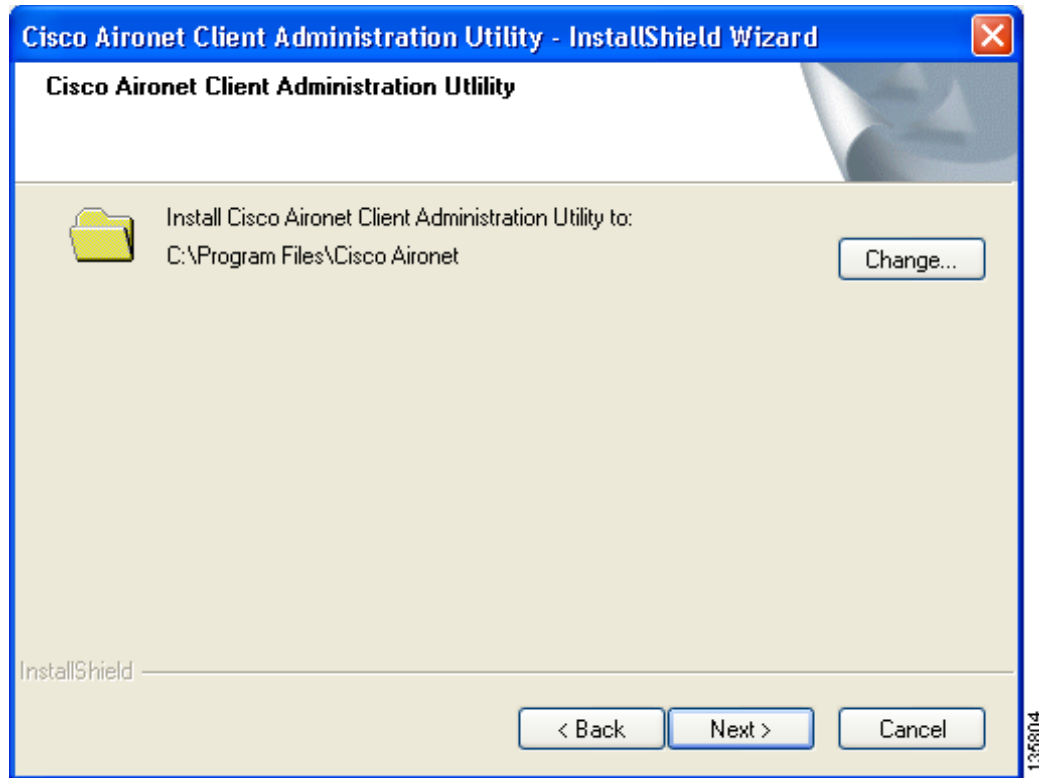 Cisco Aironet Client Administration Utility - InstallShield Wizard
Cisco Aironet Client Administration Utlility
Install Cisco Aironet Client Administration Utility to:
C:\Program Files\Cisco Aironet
Change...
InstallShield
< Back
Next >
Cancel
135804